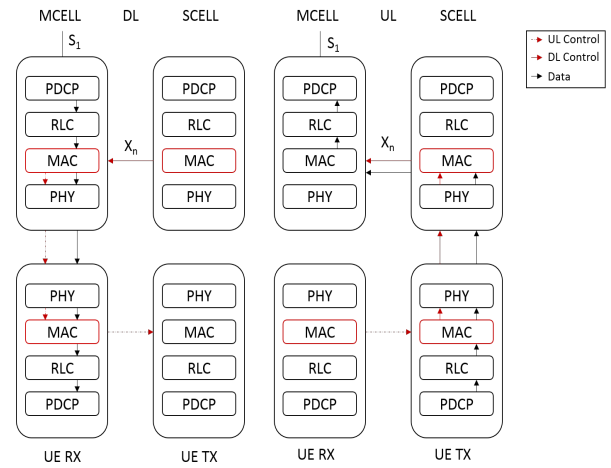 MCELL DL SCELL MCELL UL SCELL
S1 S1
UL Control
DL Control
Data
PDCP PDCP PDCP PDCP
RLC RLC RLC RLC
Xn Xn
MAC MAC MAC MAC
PHY PHY PHY PHY
PHY PHY PHY PHY
MAC MAC MAC MAC
RLC RLC RLC RLC
PDCP PDCP PDCP PDCP
UE RX UE TX UE RX UE TX